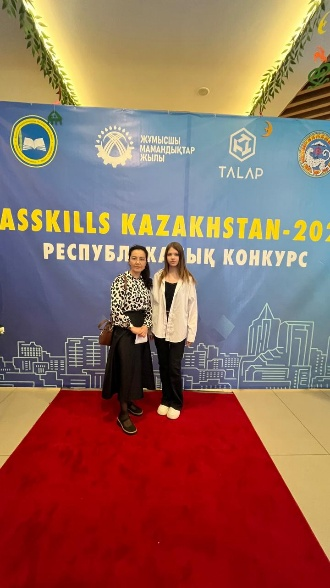 ЖҰМЫСШЫ
МАМАНДЫҚТАР
ЖЫЛЫ
TALAP
ASSKILLS KAZAKHSTAN-202
РЕСПУБЛИКАЛЫҚ КОНКУРС